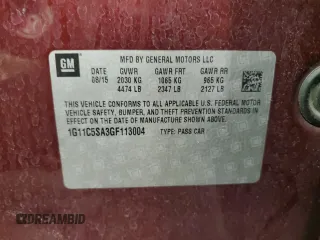 GM
MFD BY GENERAL MOTORS LLC
DATE GVWR GAWR FRT GAWR RR
08/15 2030 KG 1065 KG 965 KG
4474 LB 2347 LB 2127 LB
THIS VEHICLE CONFORMS TO ALL APPLICABLE U.S. FEDERAL MOTOR
VEHICLE SAFETY, BUMPER, AND THEFT PREVENTION STANDARDS IN
EFFECT ON THE DATE OF MANUFACTURE SHOWN ABOVE.
1G11C5SA3GF113004 TYPE: PASS CAR
DREAMBID